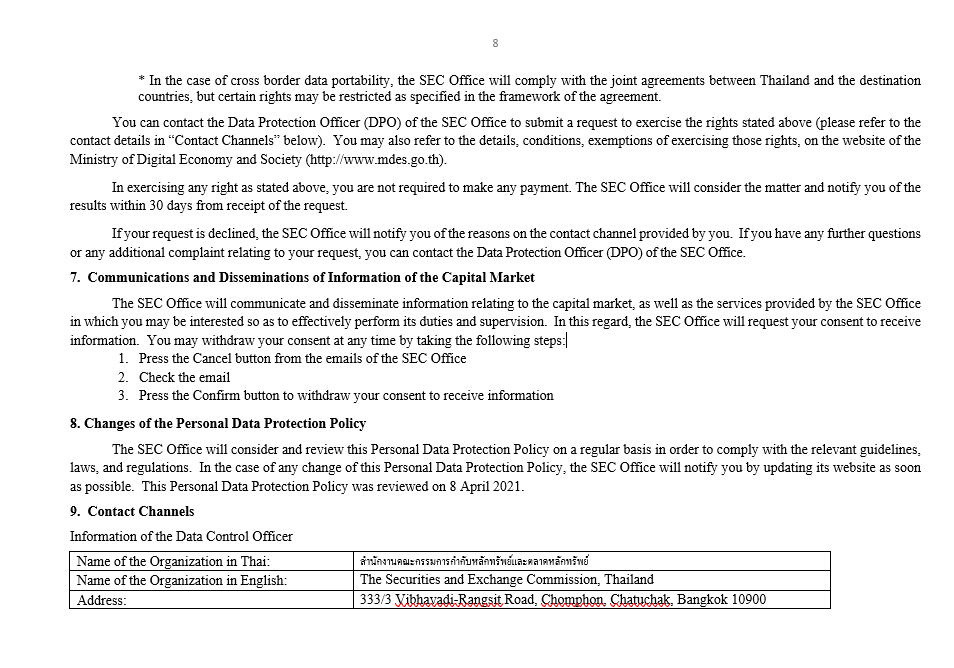 8
* In the case of cross border data portability, the SEC Office will comply with the joint agreements between Thailand and the destination
countries, but certain rights may be restricted as specified in the framework of the agreement.
You can contact the Data Protection Officer (DPO) of the SEC Office to submit a request to exercise the rights stated above (please refer to the
contact details in “Contact Channels” below). You may also refer to the details, conditions, exemptions of exercising those rights, on the website of the
Ministry of Digital Economy and Society (http://www.mdes.go.th).
In exercising any right as stated above, you are not required to make any payment. The SEC Office will consider the matter and notify you of the
results within 30 days from receipt of the request.
If your request is declined, the SEC Office will notify you of the reasons on the contact channel provided by you. If you have any further questions
or any additional complaint relating to your request, you can contact the Data Protection Officer (DPO) of the SEC Office.
7. Communications and Disseminations of Information of the Capital Market
The SEC Office will communicate and disseminate information relating to the capital market, as well as the services provided by the SEC Office
in which you may be interested so as to effectively perform its duties and supervision. In this regard, the SEC Office will request your consent to receive
information. You may withdraw your consent at any time by taking the following steps:
1. Press the Cancel button from the emails of the SEC Office
2. Check the email
3. Press the Confirm button to withdraw your consent to receive information
8. Changes of the Personal Data Protection Policy
The SEC Office will consider and review this Personal Data Protection Policy on a regular basis in order to comply with the relevant guidelines,
laws, and regulations. In the case of any change of this Personal Data Protection Policy, the SEC Office will notify you by updating its website as soon
as possible. This Personal Data Protection Policy was reviewed on 8 April 2021.
9. Contact Channels
Information of the Data Control Officer
Name of the Organization in Thai: สำนักงานคณะกรรมการกำกับหลักทรัพย์และตลาดหลักทรัพย์
Name of the Organization in English: The Securities and Exchange Commission, Thailand
Address: 333/3 Vibhavadi-Rangsit Road, Chomphon, Chatuchak, Bangkok 10900